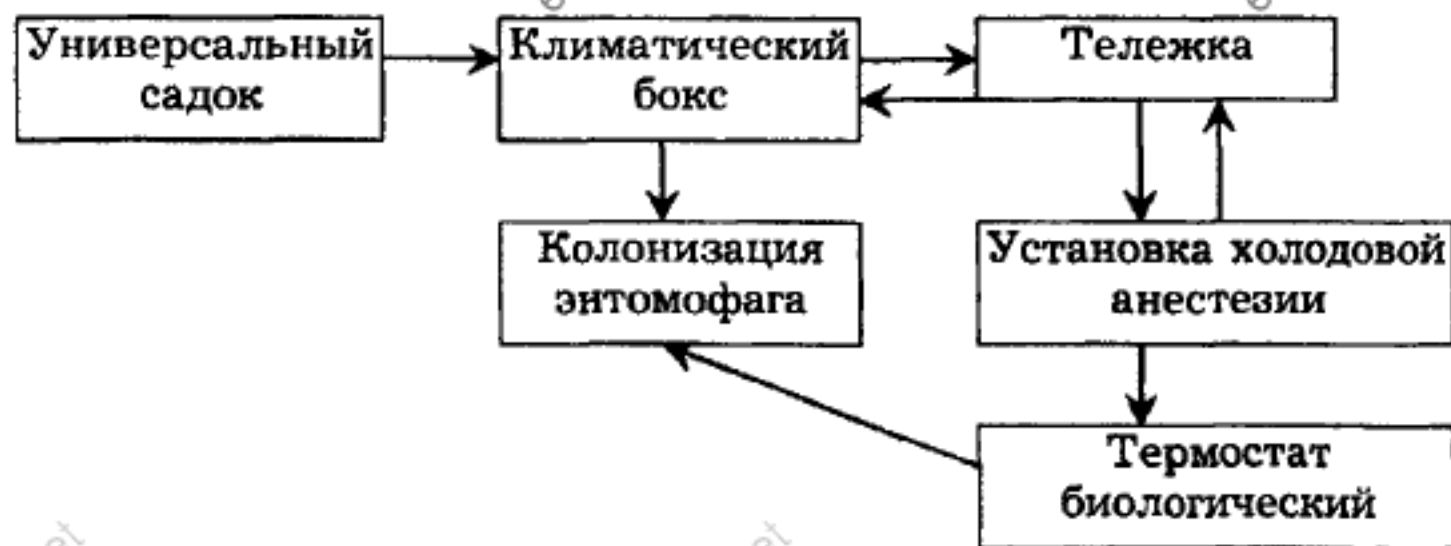 Универсальный
садок
Климатический
бокс
Тележка
Колонизация
энтомофага
Установка холодовой
анестезии
Термостат
биологический